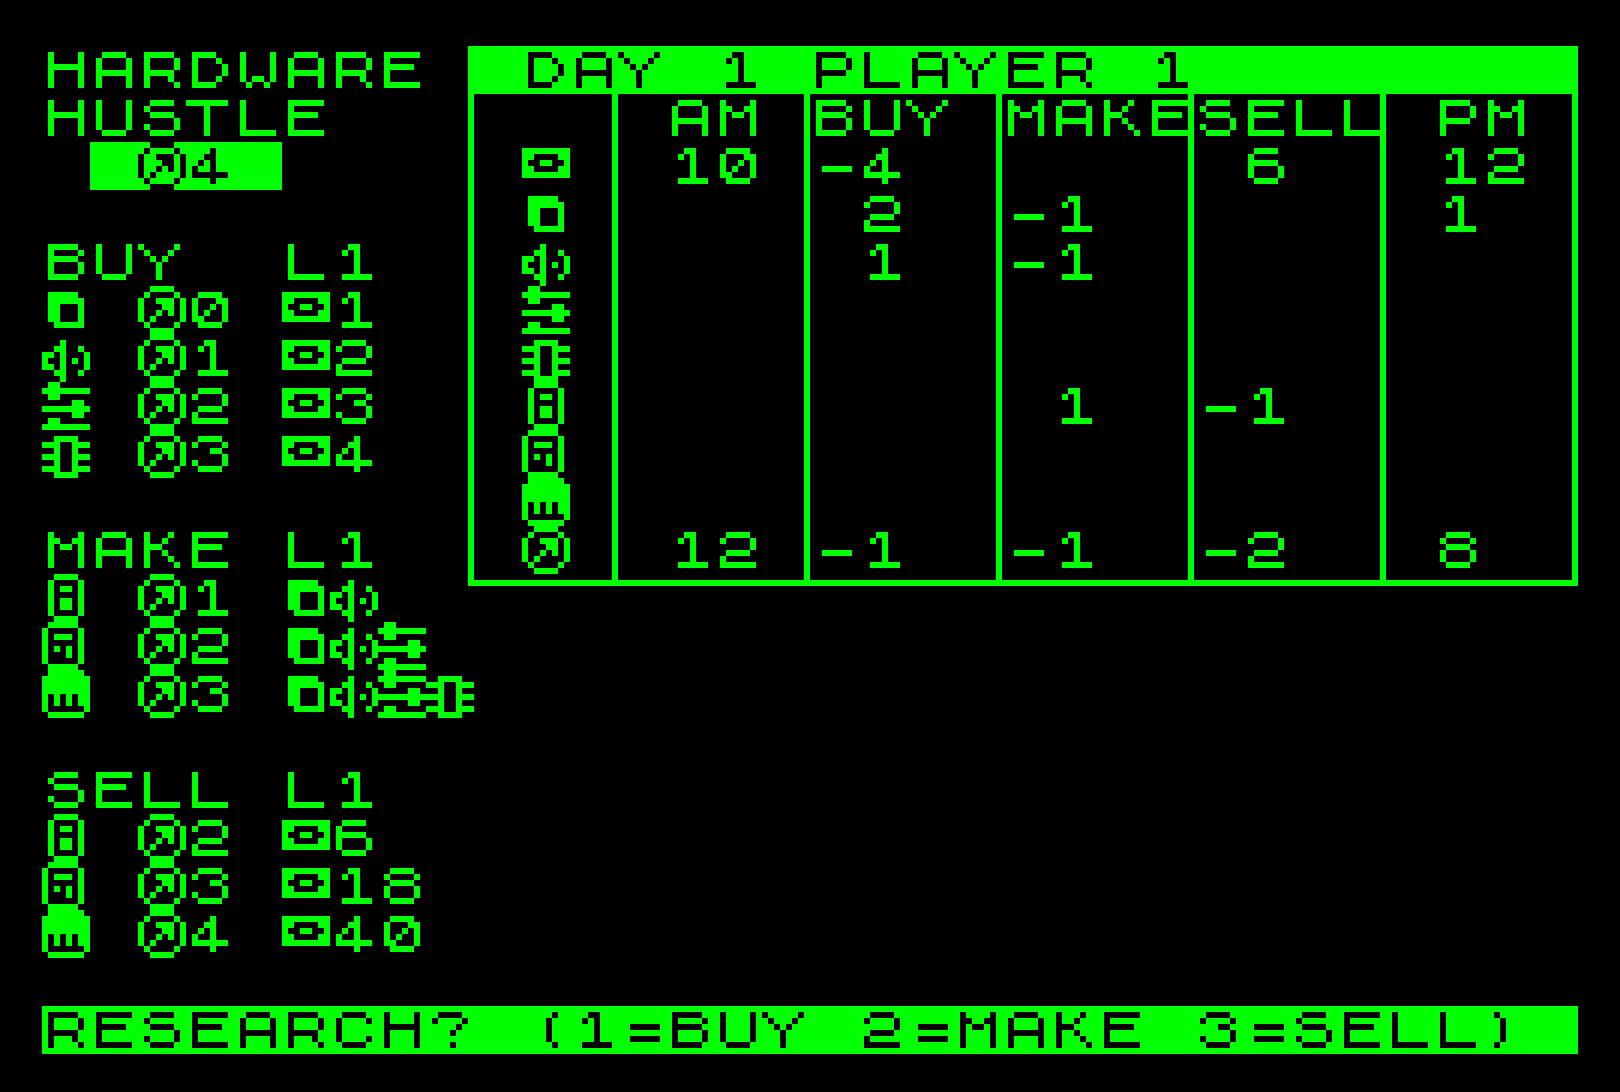 HARDWARE
HUSTLE
4
BUY L1
0 1
1 2
2 3
3 4
MAKE L1
1
2
3
SELL L1
2 6
3 18
4 40
DAY 1 PLAYER 1
AM BUY MAKE SELL PM
10 -4 6 12
2 -1 1
1 -1
1 -1
12 -1 -1 -2 8
RESEARCH? (1=BUY 2=MAKE 3=SELL)